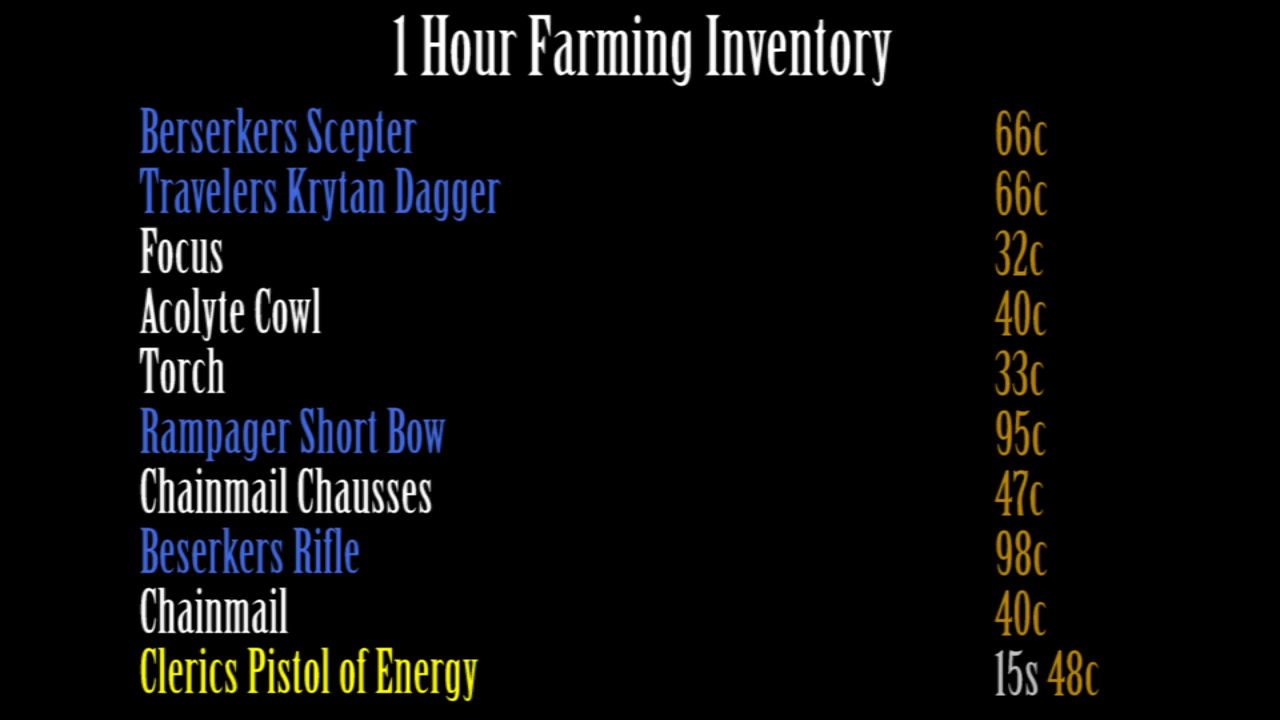 1 Hour Farming Inventory
Berserkers Scepter 66c
Travelers Krytan Dagger 66c
Focus 32c
Acolyte Cowl 40c
Torch 33c
Rampager Short Bow 95c
Chainmail Chausses 47c
Beserkers Rifle 98c
Chainmail 40c
Clerics Pistol of Energy 15s 48c